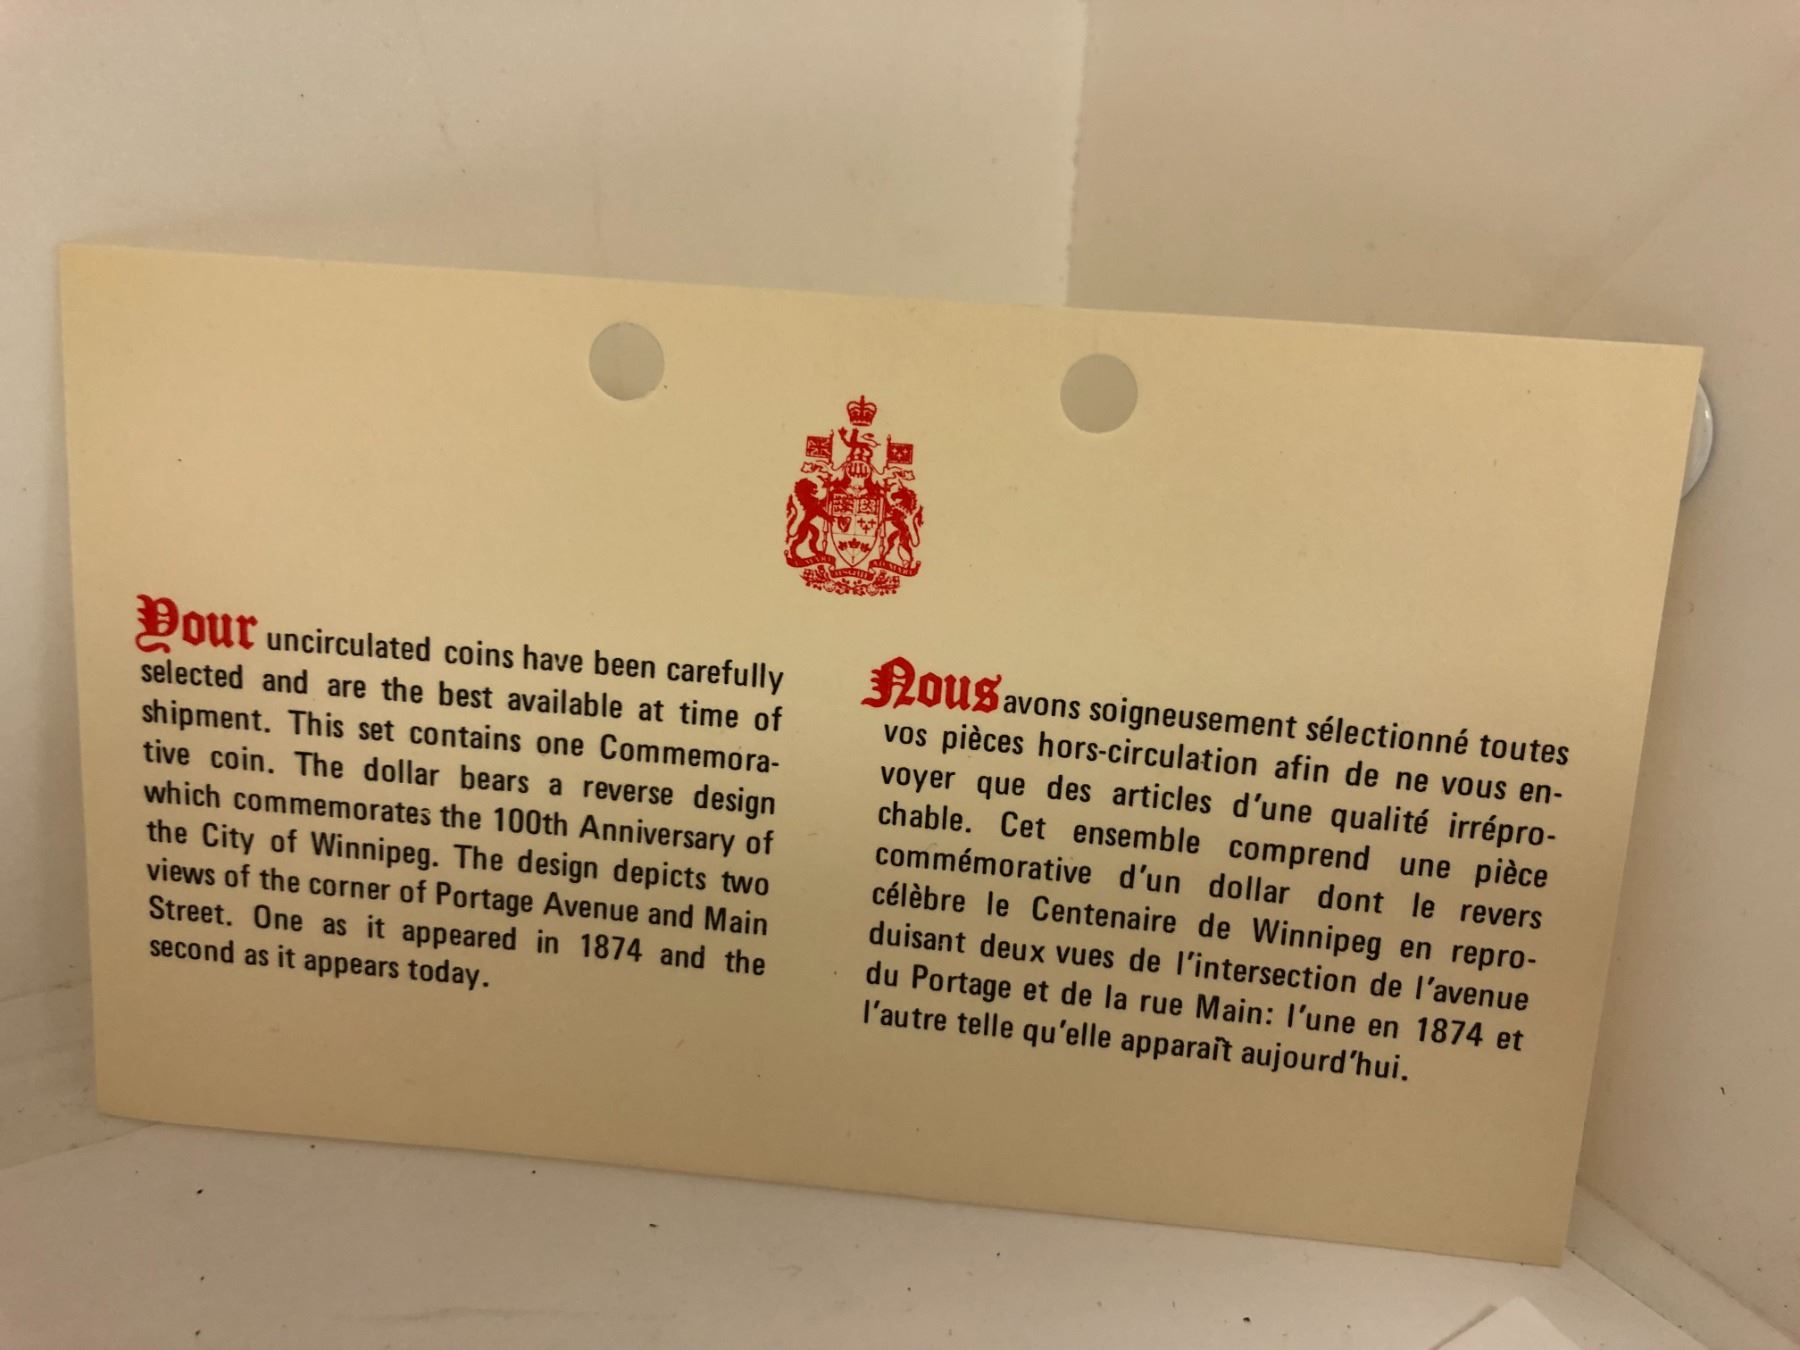 Your uncirculated coins have been carefully
selected and are the best available at time of
shipment. This set contains one Commemora-
tive coin. The dollar bears a reverse design
which commemorates the 100th Anniversary of
the City of Winnipeg. The design depicts two
views of the corner of Portage Avenue and Main
Street. One as it appeared in 1874 and the
second as it appears today.
Nous avons soigneusement sélectionné toutes
vos pièces hors-circulation afin de ne vous en-
voyer que des articles d'une qualité irrépro-
chable. Cet ensemble comprend une pièce
commémorative d'un dollar dont le revers
célèbre le Centenaire de Winnipeg en repro-
duisant deux vues de l'intersection de l'avenue
du Portage et de la rue Main: l'une en 1874 et
l'autre telle qu'elle apparaît aujourd'hui.